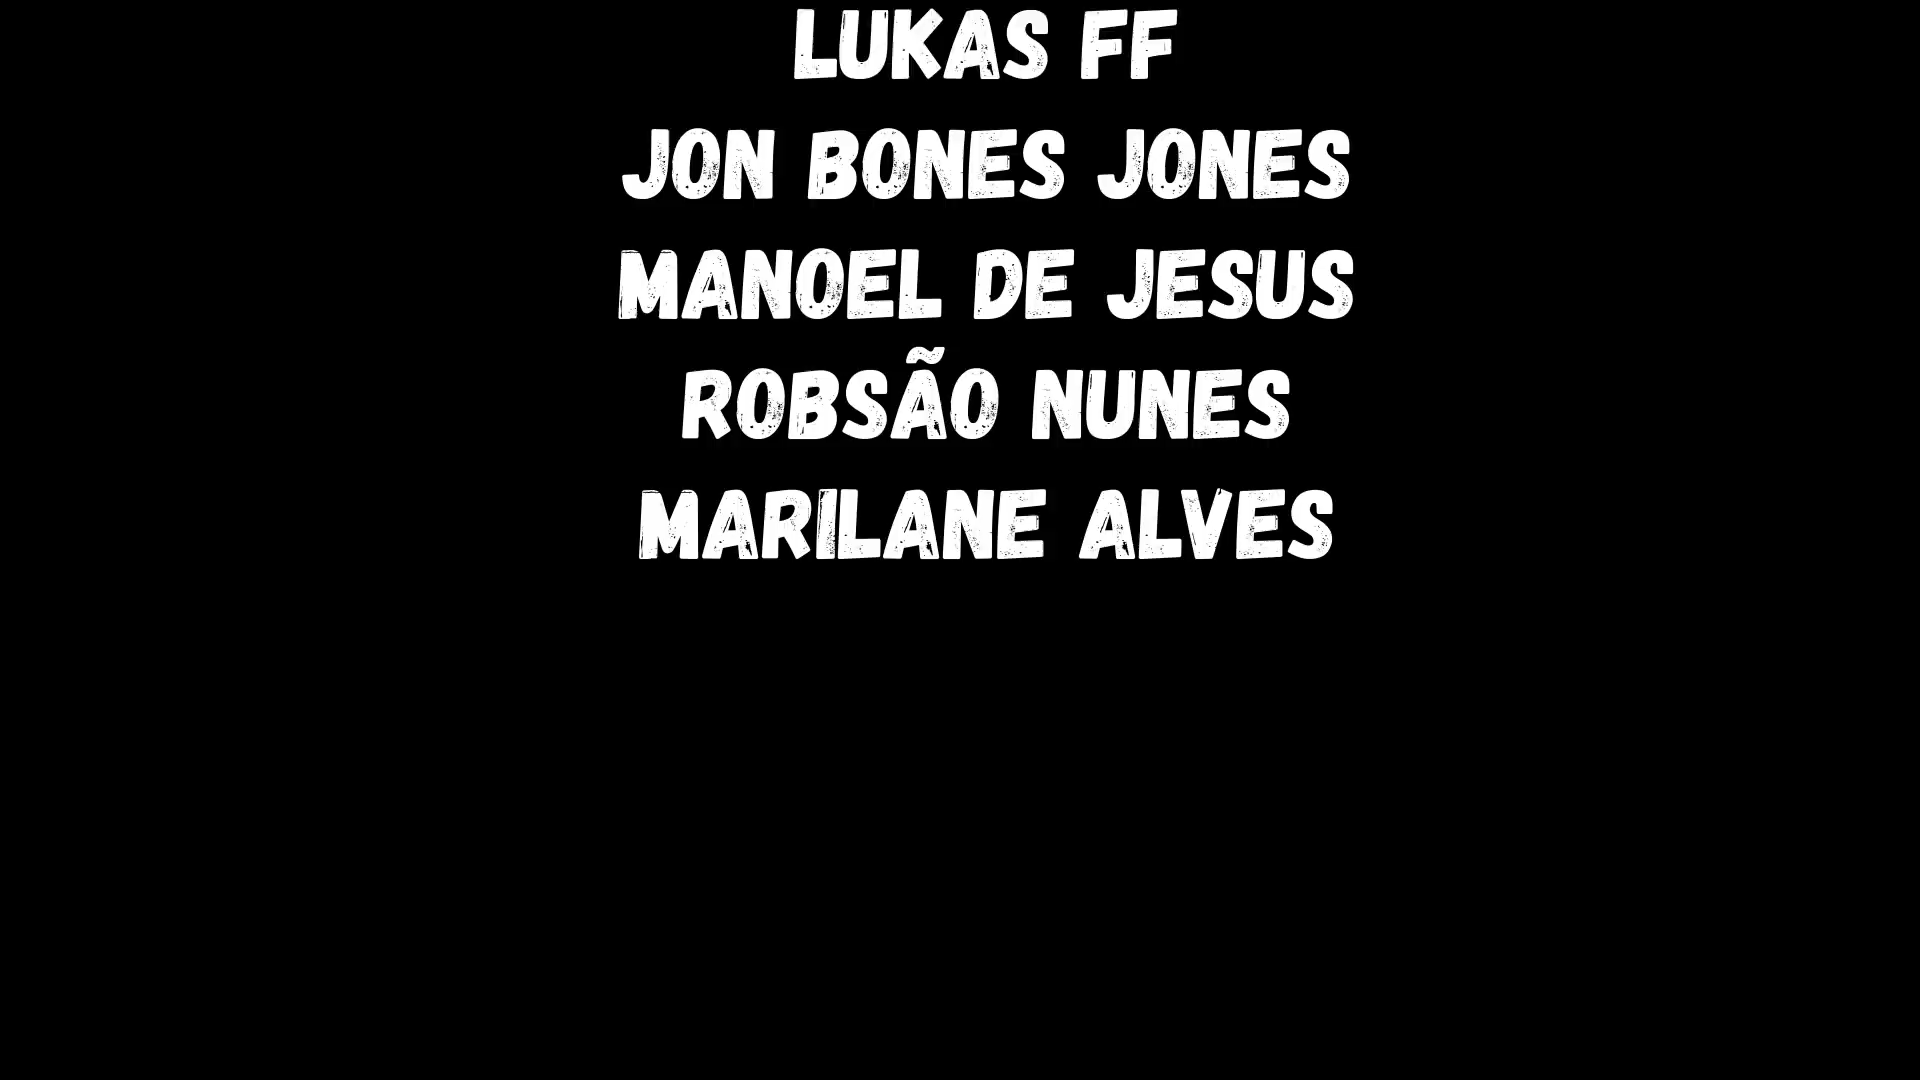 LUKAS FF
JON BONES JONES
MANOEL DE JESUS
ROBSÃO NUNES
MARILANE ALVES